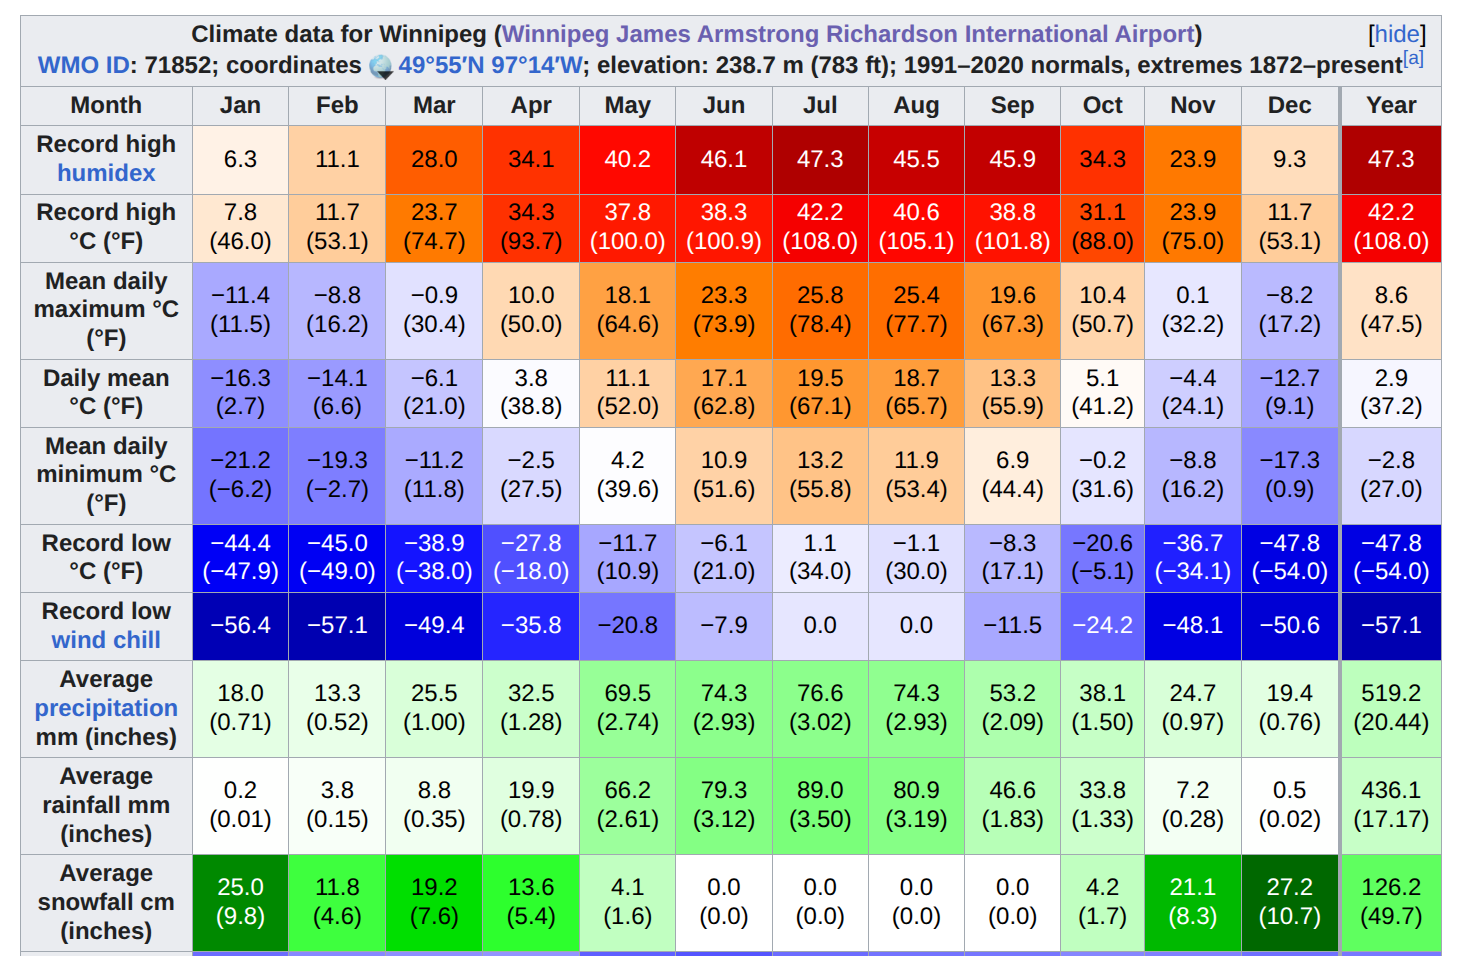 Climate data for Winnipeg (Winnipeg James Armstrong Richardson International Airport) [hide]
WMO ID: 71852; coordinates 49°55′N 97°14′W; elevation: 238.7 m (783 ft); 1991–2020 normals, extremes 1872–present[a]
Month Jan Feb Mar Apr May Jun Jul Aug Sep Oct Nov Dec Year
Record high
humidex 6.3 11.1 28.0 34.1 40.2 46.1 47.3 45.5 45.9 34.3 23.9 9.3 47.3
Record high 7.8 11.7 23.7 34.3 37.8 38.3 42.2 40.6 38.8 31.1 23.9 11.7 42.2
°C (°F) (46.0) (53.1) (74.7) (93.7) (100.0) (100.9) (108.0) (105.1) (101.8) (88.0) (75.0) (53.1) (108.0)
Mean daily
maximum °C
(°F)
−11.4 −8.8 −0.9 10.0 18.1 23.3 25.8 25.4 19.6 10.4 0.1 −8.2 8.6
(11.5) (16.2) (30.4) (50.0) (64.6) (73.9) (78.4) (77.7) (67.3) (50.7) (32.2) (17.2) (47.5)
Daily mean −16.3 −14.1 −6.1 3.8 11.1 17.1 19.5 18.7 13.3 5.1 −4.4 −12.7 2.9
°C (°F) (2.7) (6.6) (21.0) (38.8) (52.0) (62.8) (67.1) (65.7) (55.9) (41.2) (24.1) (9.1) (37.2)
Mean daily
minimum °C
(°F)
−21.2 −19.3 −11.2 −2.5 4.2 10.9 13.2 11.9 6.9 −0.2 −8.8 −17.3 −2.8
(−6.2) (−2.7) (11.8) (27.5) (39.6) (51.6) (55.8) (53.4) (44.4) (31.6) (16.2) (0.9) (27.0)
Record low −44.4 −45.0 −38.9 −27.8 −11.7 −6.1 1.1 −1.1 −8.3 −20.6 −36.7 −47.8 −47.8
°C (°F) (−47.9) (−49.0) (−38.0) (−18.0) (10.9) (21.0) (34.0) (30.0) (17.1) (−5.1) (−34.1) (−54.0) (−54.0)
Record low
wind chill −56.4 −57.1 −49.4 −35.8 −20.8 −7.9 0.0 0.0 −11.5 −24.2 −48.1 −50.6 −57.1
Average
precipitation
mm (inches)
18.0 13.3 25.5 32.5 69.5 74.3 76.6 74.3 53.2 38.1 24.7 19.4 519.2
(0.71) (0.52) (1.00) (1.28) (2.74) (2.93) (3.02) (2.93) (2.09) (1.50) (0.97) (0.76) (20.44)
Average
rainfall mm
(inches)
0.2 3.8 8.8 19.9 66.2 79.3 89.0 80.9 46.6 33.8 7.2 0.5 436.1
(0.01) (0.15) (0.35) (0.78) (2.61) (3.12) (3.50) (3.19) (1.83) (1.33) (0.28) (0.02) (17.17)
Average
snowfall cm
(inches)
25.0 11.8 19.2 13.6 4.1 0.0 0.0 0.0 0.0 4.2 21.1 27.2 126.2
(9.8) (4.6) (7.6) (5.4) (1.6) (0.0) (0.0) (0.0) (0.0) (1.7) (8.3) (10.7) (49.7)